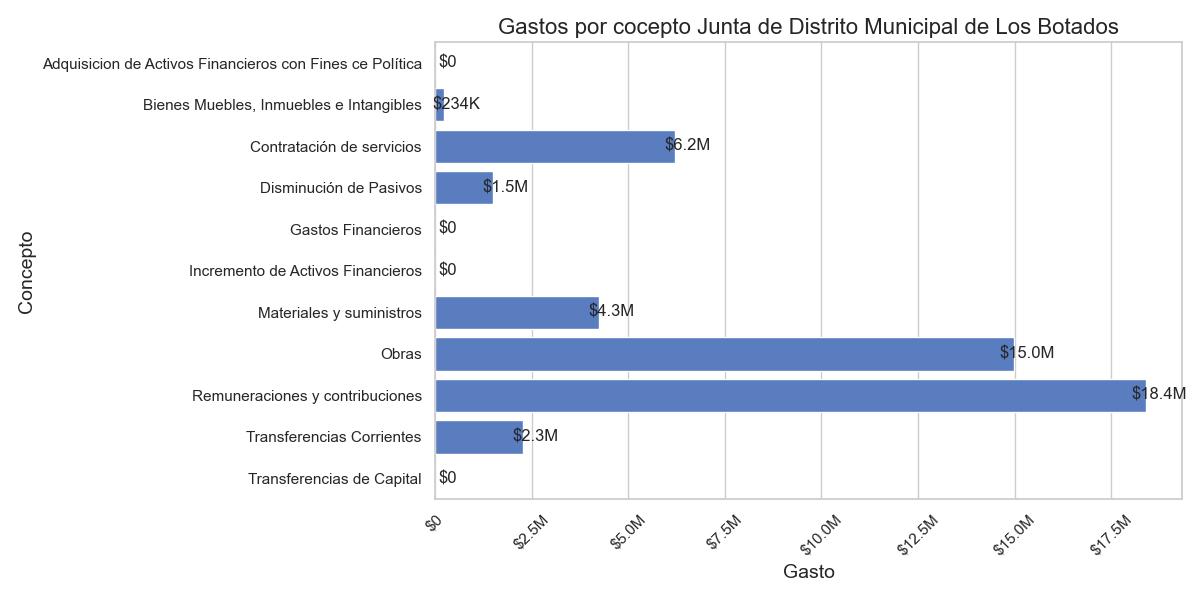 Gastos por cocepto Junta de Distrito Municipal de Los Botados
Concepto
Adquisicion de Activos Financieros con Fines ce Política $0
Bienes Muebles, Inmuebles e Intangibles $234K
Contratación de servicios $6.2M
Disminución de Pasivos $1.5M
Gastos Financieros $0
Incremento de Activos Financieros $0
Materiales y suministros $4.3M
Obras $15.0M
Remuneraciones y contribuciones $18.4M
Transferencias Corrientes $2.3M
Transferencias de Capital $0
$0 $2.5M $5.0M $7.5M $10.0M $12.5M $15.0M $17.5M
Gasto